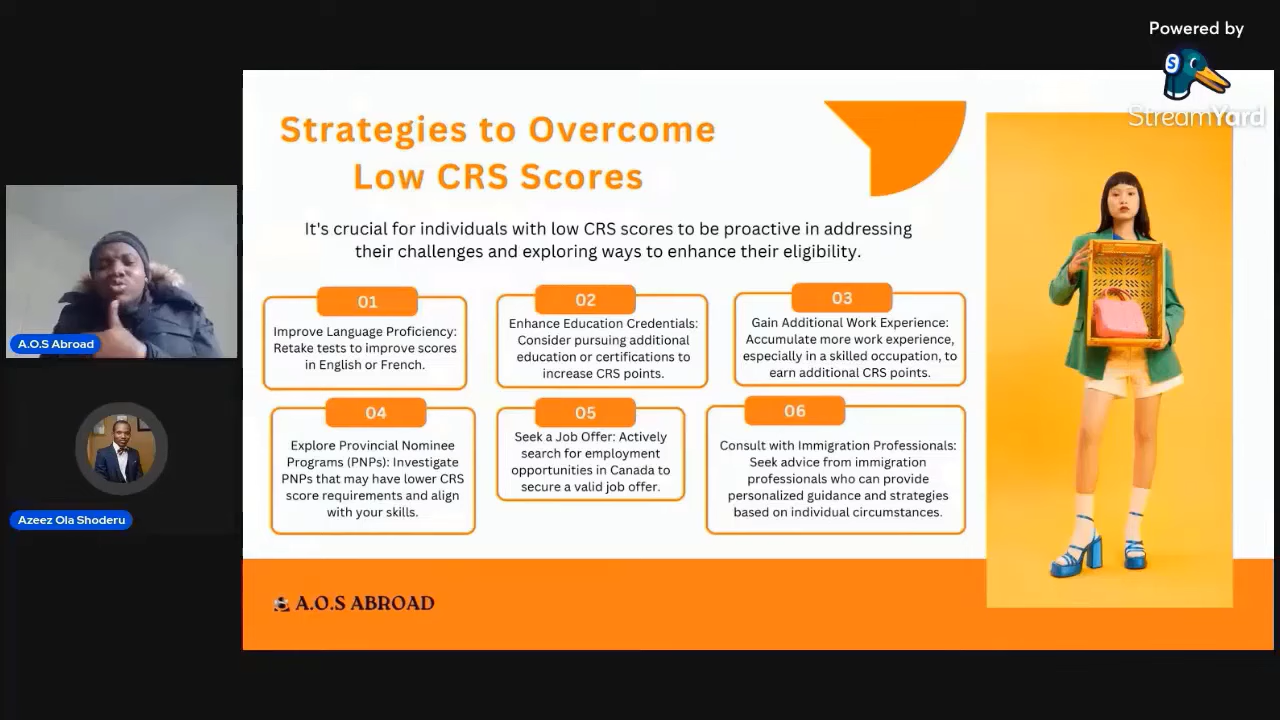 Powered by
StreamYard
Strategies to Overcome
Low CRS Scores
It's crucial for individuals with low CRS scores to be proactive in addressing
their challenges and exploring ways to enhance their eligibility.
01
Improve Language Proficiency:
Retake tests to improve scores
in English or French.
02
Enhance Education Credentials:
Consider pursuing additional
education or certifications to
increase CRS points.
03
Gain Additional Work Experience:
Accumulate more work experience,
especially in a skilled occupation, to
earn additional CRS points.
04
Explore Provincial Nominee
Programs (PNPs): Investigate
PNPs that may have lower CRS
score requirements and align
with your skills.
05
Seek a Job Offer: Actively
search for employment
opportunities in Canada to
secure a valid job offer.
06
Consult with Immigration Professionals:
Seek advice from immigration
professionals who can provide
personalized guidance and strategies
based on individual circumstances.
A.O.S Abroad
Azeez Ola Shoderu
A.O.S ABROAD